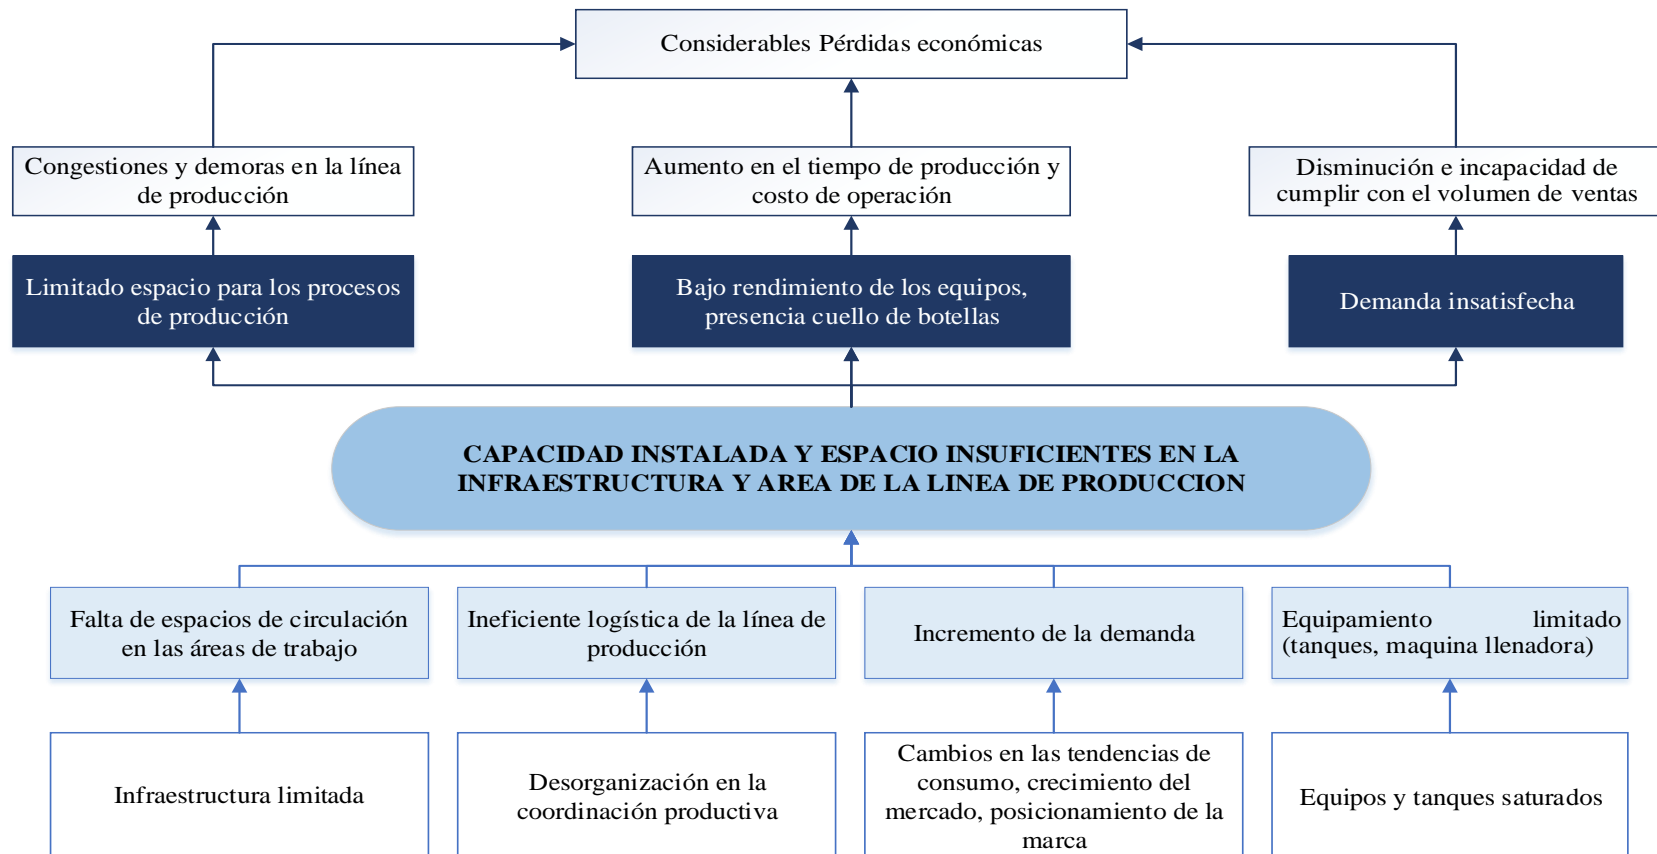 Considerables Pérdidas económicas
Congestiones y demoras en la línea
de producción
Aumento en el tiempo de producción y
costo de operación
Disminución e incapacidad de
cumplir con el volumen de ventas
Limitado espacio para los procesos
de producción
Bajo rendimiento de los equipos,
presencia cuello de botellas
Demanda insatisfecha
CAPACIDAD INSTALADA Y ESPACIO INSUFICIENTES EN LA
INFRAESTRUCTURA Y AREA DE LA LINEA DE PRODUCCION
Falta de espacios de circulación
en las áreas de trabajo
Ineficiente logística de la línea de
producción
Incremento de la demanda
Equipamiento limitado
(tanques, maquina llenadora)
Infraestructura limitada
Desorganización en la
coordinación productiva
Cambios en las tendencias de
consumo, crecimiento del
mercado, posicionamiento de la
marca
Equipos y tanques saturados